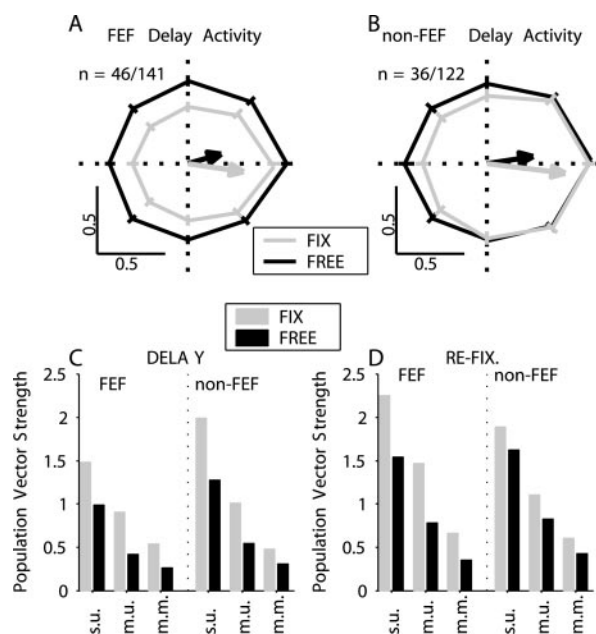 A
FEF Delay Activity
n = 46/141
0.5
0.5
B
non-FEF Delay Activity
n = 36/122
0.5
0.5
FIX
FREE
FIX
FREE
C
DELA Y
FEF
non-FEF
Population Vector Strength
2.5
2
1.5
1
0.5
0
s.u.
m.u.
m.m.
s.u.
m.u.
m.m.
D
RE-FIX.
FEF
non-FEF
Population Vector Strength
2.5
2
1.5
1
0.5
0
s.u.
m.u.
m.m.
s.u.
m.u.
m.m.